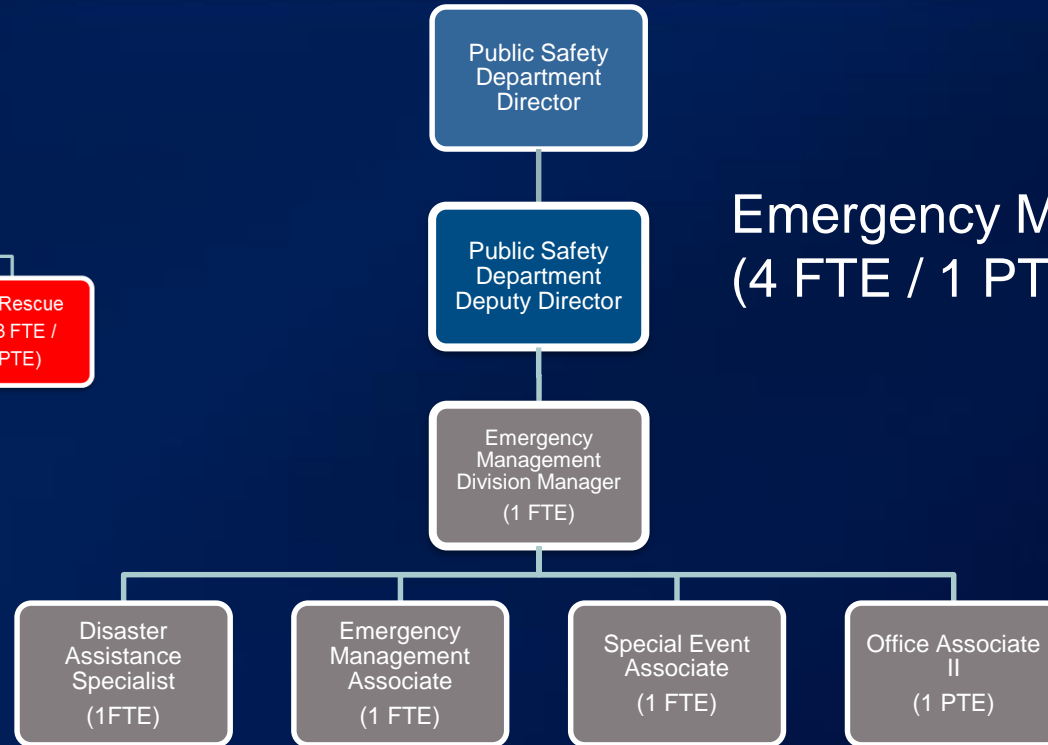 Public Safety
Department
Director
Public Safety
Department
Deputy Director
Emergency
(4 FTE / 1
Rescue
FTE /
PTE)
Emergency
Management
Division Manager
(1 FTE)
Disaster
Assistance
Specialist
(1FTE)
Emergency
Management
Associate
(1 FTE)
Special Event
Associate
(1 FTE)
Office Associate
II
(1 PTE)